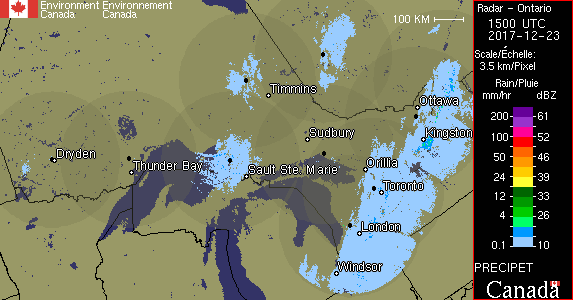 Environment Environnement
Canada Canada
100 KM
Timmins
Ottawa
Sudbury
Kingston
Dryden
Thunder Bay
Sault Ste. Marie
Orillia
Toronto
London
Windsor
Radar - Ontario
1500 UTC
2017-12-23
Scale/Échelle:
3.5 km/Pixel
Rain/Pluie
mm/hr dBZ
200 61
100 52
50 46
24 39
12 33
4 26
0.1 10
PRECIPET
Canada